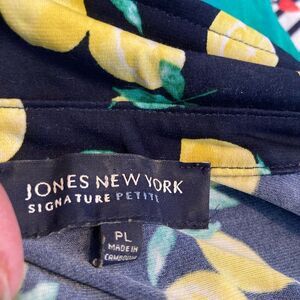 JONES NEW YORK
SIGNATURE PETITE
PL
MADE IN
CAMBODIA